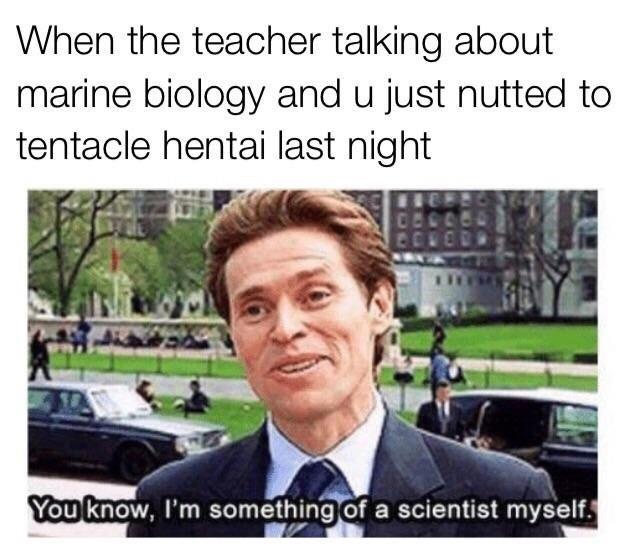 When the teacher talking about
marine biology and u just nutted to
tentacle hentai last night
You know, I'm something of a scientist myself.